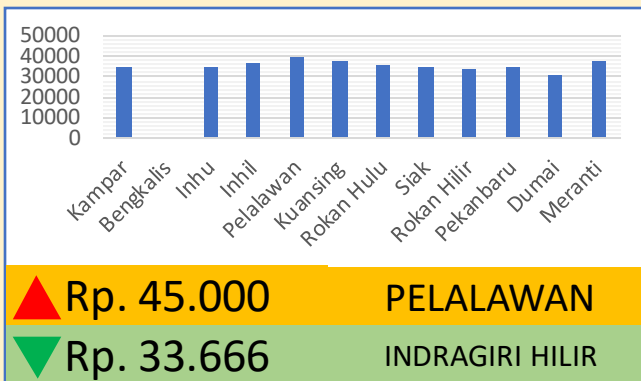 50000
40000
30000
20000
10000
0
Kampar
Bengkalis
Inhu
Inhil
Pelalawan
Kuansing
Rokan Hulu
Siak
Rokan Hilir
Pekanbaru
Dumai
Meranti
Rp. 45.000 PELALAWAN
Rp. 33.666 INDRAGIRI HILIR